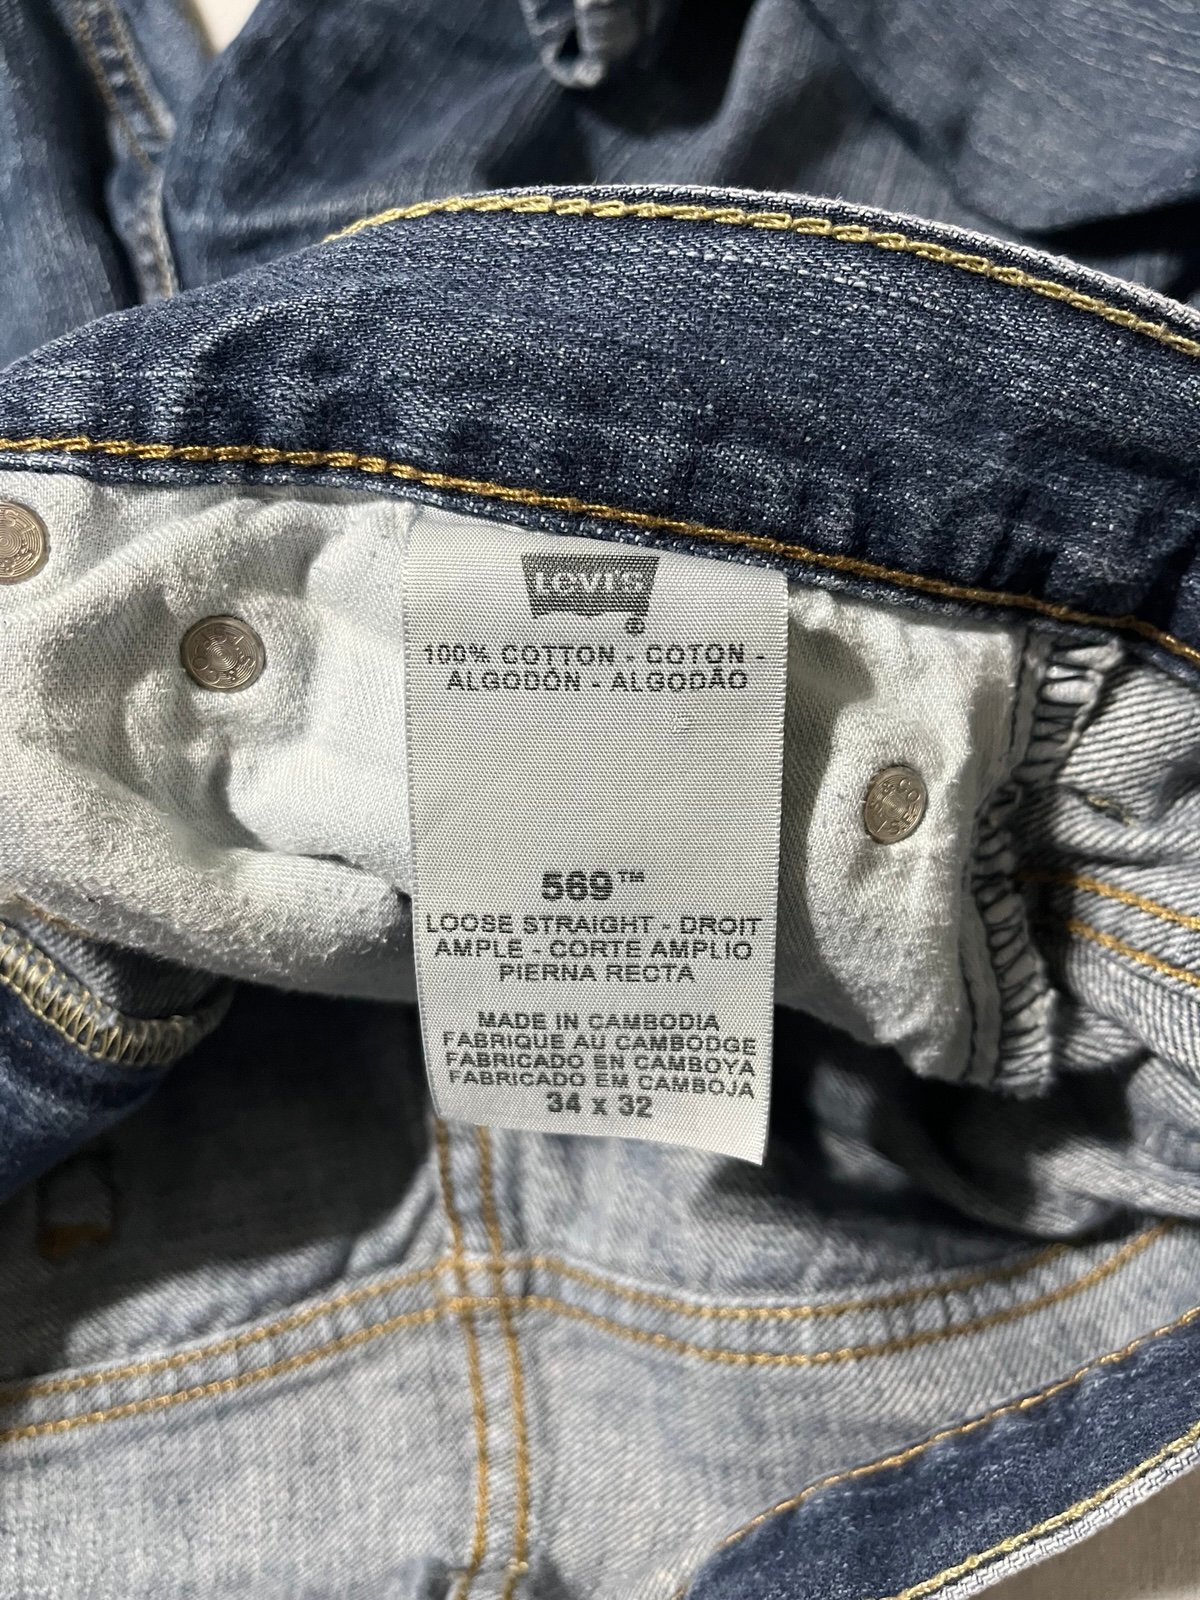 Levi's
®
100% COTTON - COTON -
ALGODÓN - ALGODÃO
569™
LOOSE STRAIGHT - DROIT
AMPLE - CORTE AMPLIO
PIERNA RECTA
MADE IN CAMBODIA
FABRIQUE AU CAMBODGE
FABRICADO EN CAMBOYA
FABRICADO EM CAMBOJA
34 x 32